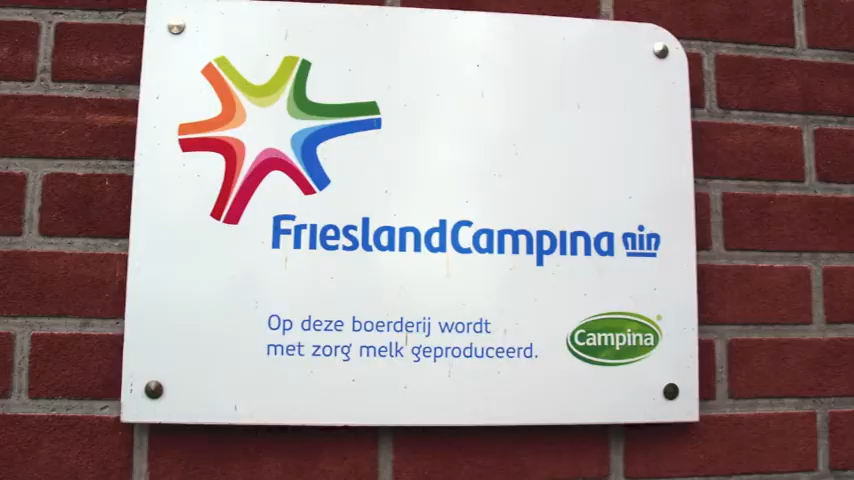 FrieslandCampina
Op deze boerderij wordt
met zorg melk geproduceerd.
Campina